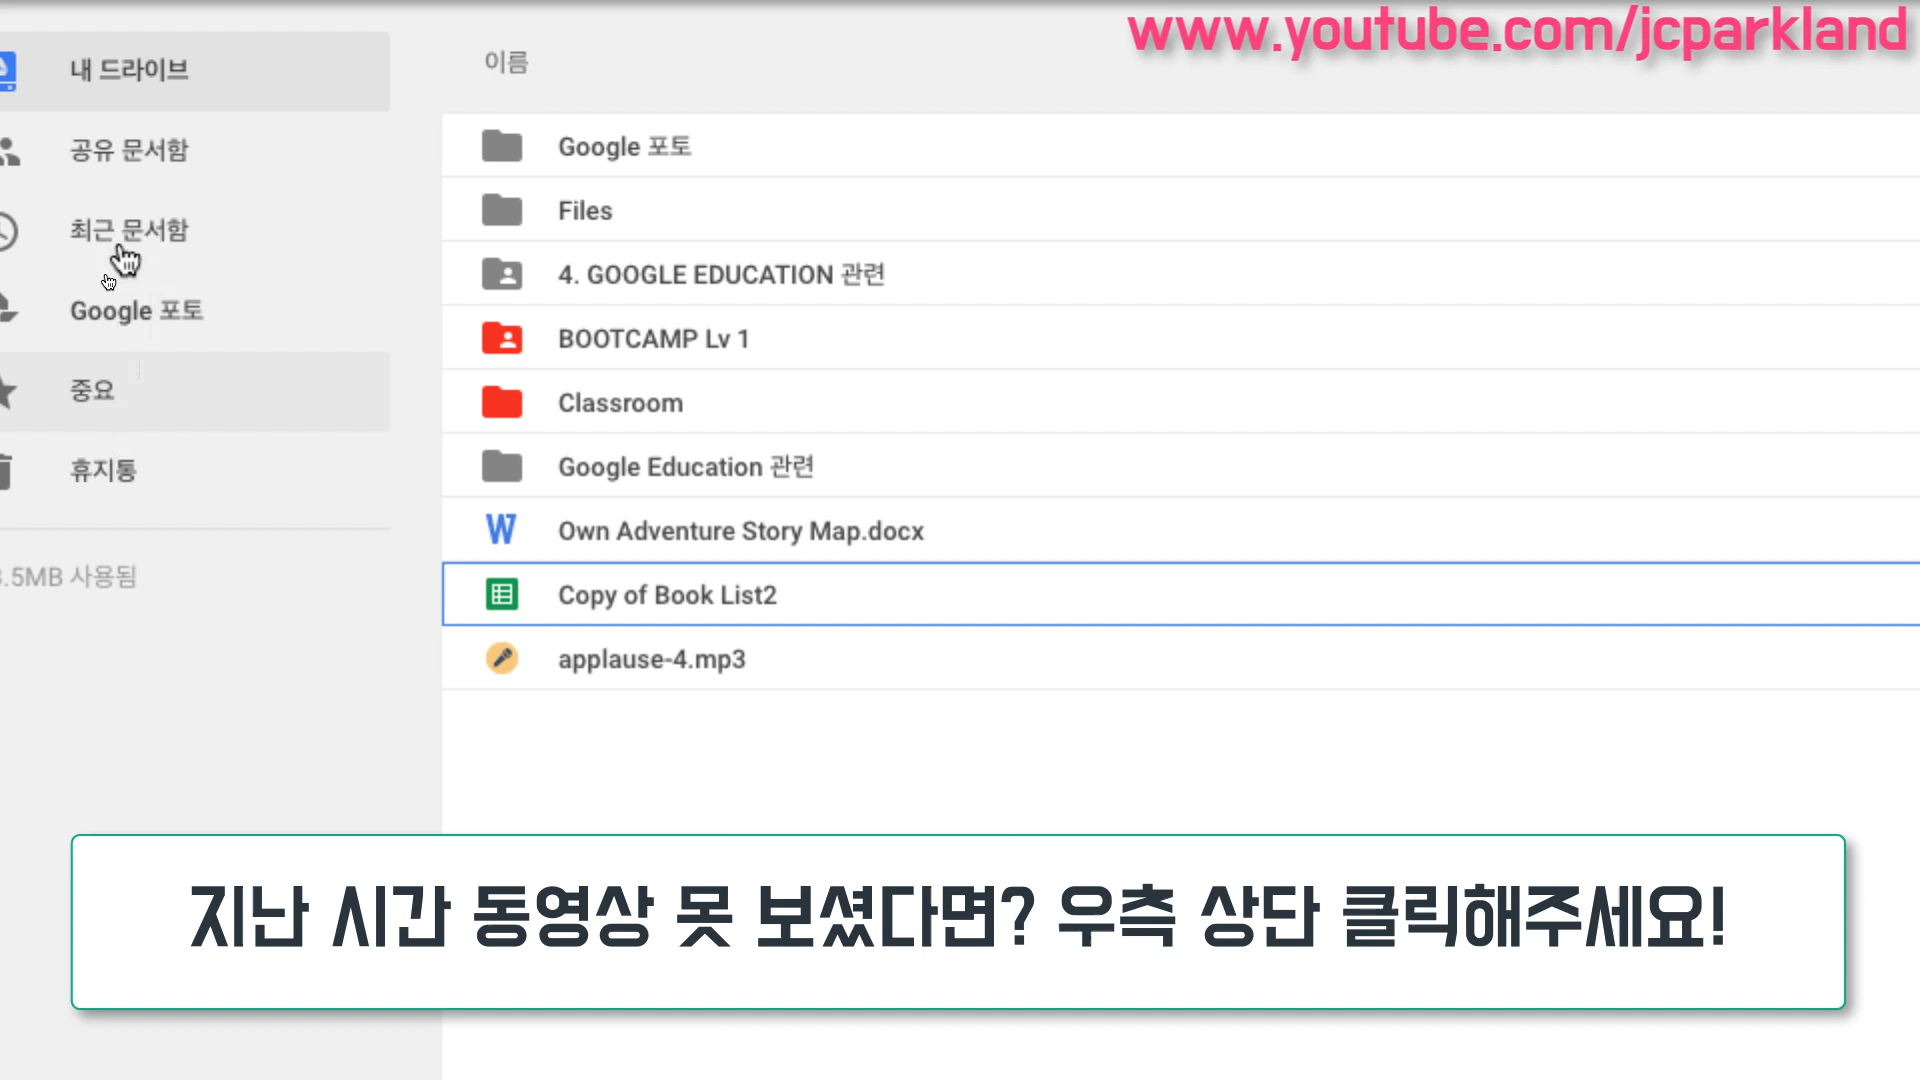 www.youtube.com/jcparkland
내 드라이브
공유 문서함
최근 문서함
Google 포토
중요
휴지통
.5MB 사용됨
이름
Google 포토
Files
4. GOOGLE EDUCATION 관련
BOOTCAMP Lv 1
Classroom
Google Education 관련
Own Adventure Story Map.docx
Copy of Book List2
applause-4.mp3
지난 시간 동영상 못 보셨다면? 우측 상단 클릭해주세요!